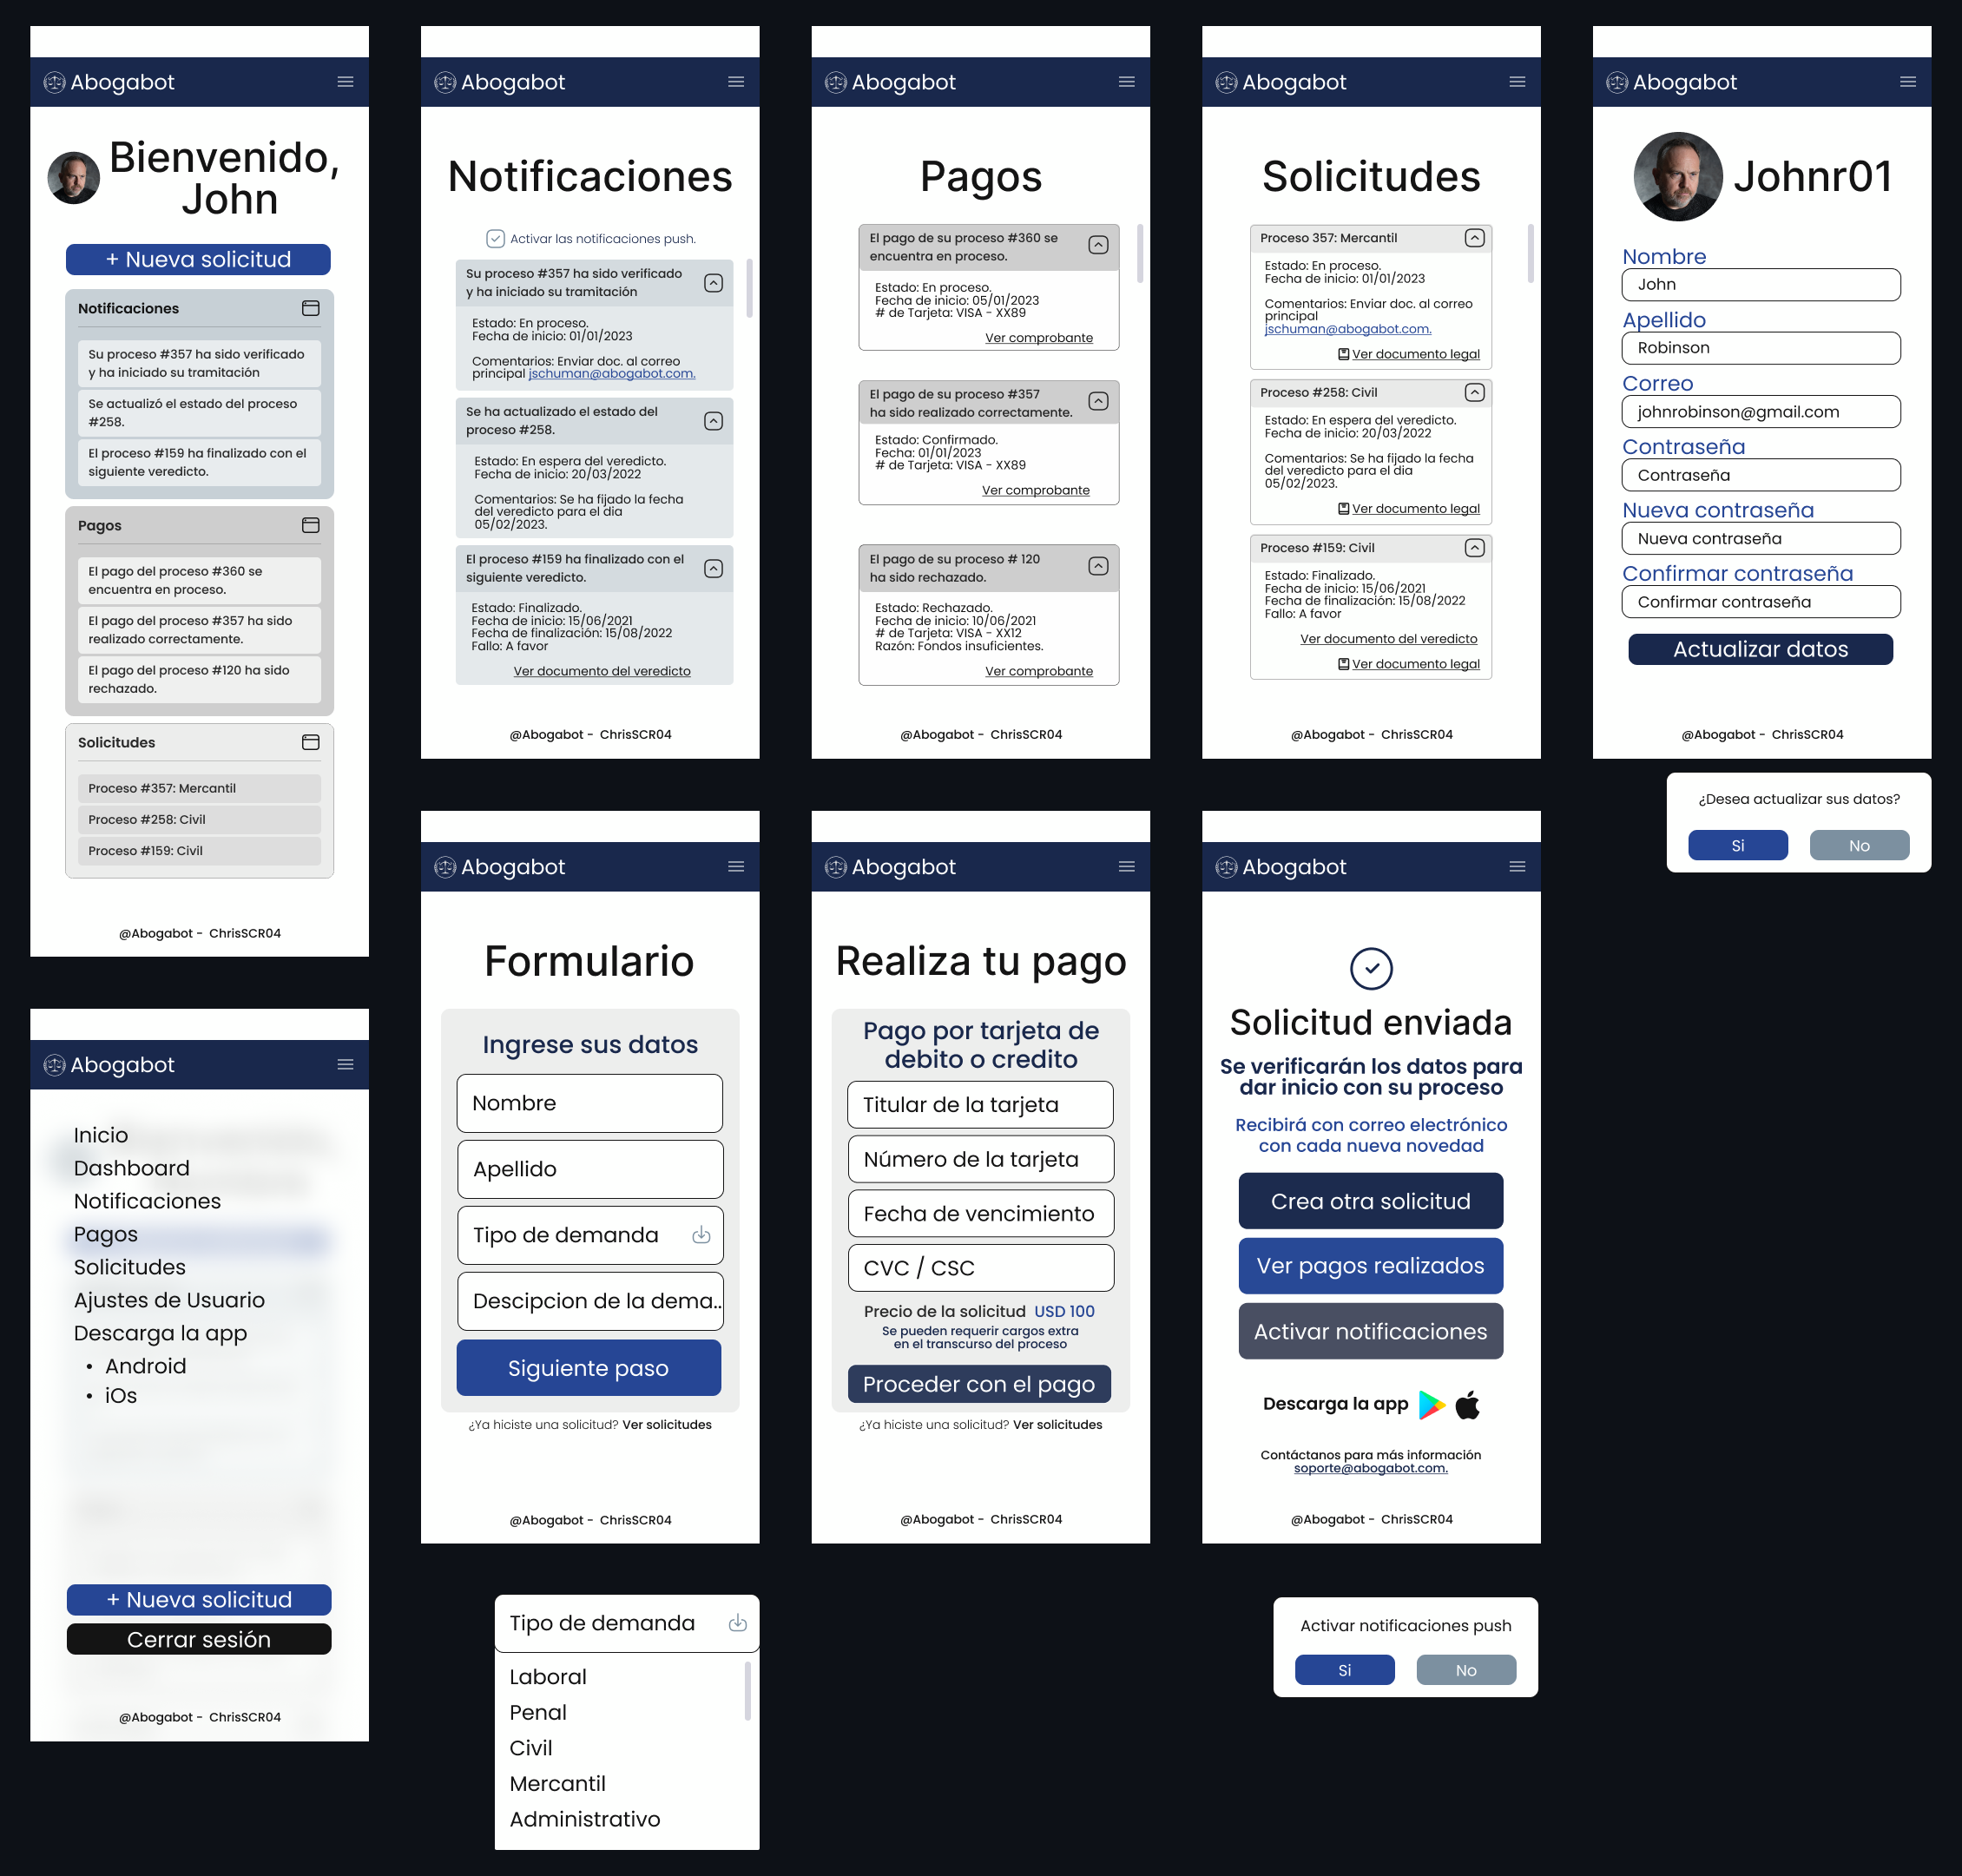 Abogabot
Bienvenido,
John
+ Nueva solicitud
Notificaciones
Su proceso #357 ha sido verificado
y ha iniciado su tramitación
Se actualizó el estado del proceso
#258.
El proceso #159 ha finalizado con el
siguiente veredicto.
Pagos
El pago del proceso #360 se
encuentra en proceso.
El pago del proceso #357 ha sido
realizado correctamente.
El pago del proceso #120 ha sido
rechazado.
Solicitudes
Proceso #357: Mercantil
Proceso #258: Civil
Proceso #159: Civil
@Abogabot - ChrisSCR04
Abogabot
Notificaciones
Activar las notificaciones push.
Su proceso #357 ha sido verificado
y ha iniciado su tramitación
Estado: En proceso.
Fecha de inicio: 01/01/2023
Comentarios: Enviar doc. al correo
principal jschuman@abogabot.com.
Se ha actualizado el estado del
proceso #258.
Estado: En espera del veredicto.
Fecha de inicio: 20/03/2022
Comentarios: Se ha fijado la fecha
del veredicto para el dia
05/02/2023.
El proceso #159 ha finalizado con el
siguiente veredicto.
Estado: Finalizado.
Fecha de inicio: 15/06/2021
Fecha de finalización: 15/08/2022
Fallo: A favor
Ver documento del veredicto
@Abogabot - ChrisSCR04
Abogabot
Pagos
El pago de su proceso #360 se
encuentra en proceso.
Estado: En proceso.
Fecha de inicio: 05/01/2023
# de Tarjeta: VISA - XX89
Ver comprobante
El pago de su proceso #357
ha sido realizado correctamente.
Estado: Confirmado.
Fecha: 01/01/2023
# de Tarjeta: VISA - XX89
Ver comprobante
El pago de su proceso # 120
ha sido rechazado.
Estado: Rechazado.
Fecha de inicio: 10/06/2021
# de Tarjeta: VISA - XX12
Razón: Fondos insuficientes.
Ver comprobante
@Abogabot - ChrisSCR04
Abogabot
Solicitudes
Proceso 357: Mercantil
Estado: En proceso.
Fecha de inicio: 01/01/2023
Comentarios: Enviar doc. al correo
principal
jschuman@abogabot.com.
Ver documento legal
Proceso #258: Civil
Estado: En espera del veredicto.
Fecha de inicio: 20/03/2022
Comentarios: Se ha fijado la fecha
del veredicto para el dia
05/02/2023.
Ver documento legal
Proceso #159: Civil
Estado: Finalizado.
Fecha de inicio: 15/06/2021
Fecha de finalización: 15/08/2022
Fallo: A favor
Ver documento del veredicto
Ver documento legal
@Abogabot - ChrisSCR04
Abogabot
Johnr01
Nombre
John
Apellido
Robinson
Correo
johnrobinson@gmail.com
Contraseña
Contraseña
Nueva contraseña
Nueva contraseña
Confirmar contraseña
Confirmar contraseña
Actualizar datos
@Abogabot - ChrisSCR04
¿Desea actualizar sus datos?
Si
No
Abogabot
Inicio
Dashboard
Notificaciones
Pagos
Solicitudes
Ajustes de Usuario
Descarga la app
• Android
• iOs
+ Nueva solicitud
Cerrar sesión
@Abogabot - ChrisSCR04
Abogabot
Formulario
Ingrese sus datos
Nombre
Apellido
Tipo de demanda
Descipcion de la dema..
Siguiente paso
¿Ya hiciste una solicitud? Ver solicitudes
@Abogabot - ChrisSCR04
Tipo de demanda
Laboral
Penal
Civil
Mercantil
Administrativo
Abogabot
Realiza tu pago
Pago por tarjeta de
debito o credito
Titular de la tarjeta
Número de la tarjeta
Fecha de vencimiento
CVC / CSC
Precio de la solicitud USD 100
Se pueden requerir cargos extra
en el transcurso del proceso
Proceder con el pago
¿Ya hiciste una solicitud? Ver solicitudes
@Abogabot - ChrisSCR04
Abogabot
Solicitud enviada
Se verificarán los datos para
dar inicio con su proceso
Recibirá con correo electrónico
con cada nueva novedad
Crea otra solicitud
Ver pagos realizados
Activar notificaciones
Descarga la app
Contáctanos para más información
soporte@abogabot.com.
@Abogabot - ChrisSCR04
Activar notificaciones push
Si
No